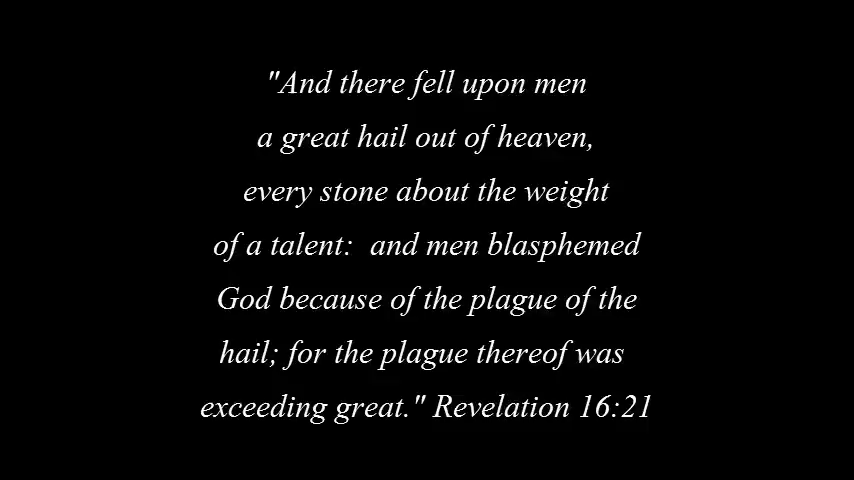 "And there fell upon men
a great hail out of heaven,
every stone about the weight
of a talent:  and men blasphemed
God because of the plague of the
hail; for the plague thereof was
exceeding great." Revelation 16:21